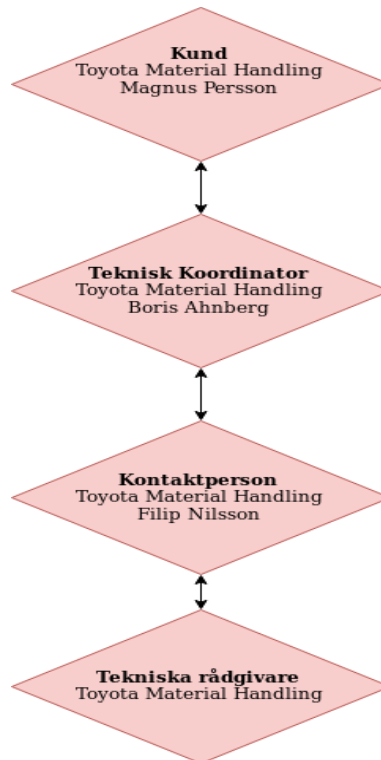 Kund
Toyota Material Handling
Magnus Persson
Teknisk Koordinator
Toyota Material Handling
Boris Ahnberg
Kontaktperson
Toyota Material Handling
Filip Nilsson
Tekniska rådgivare
Toyota Material Handling